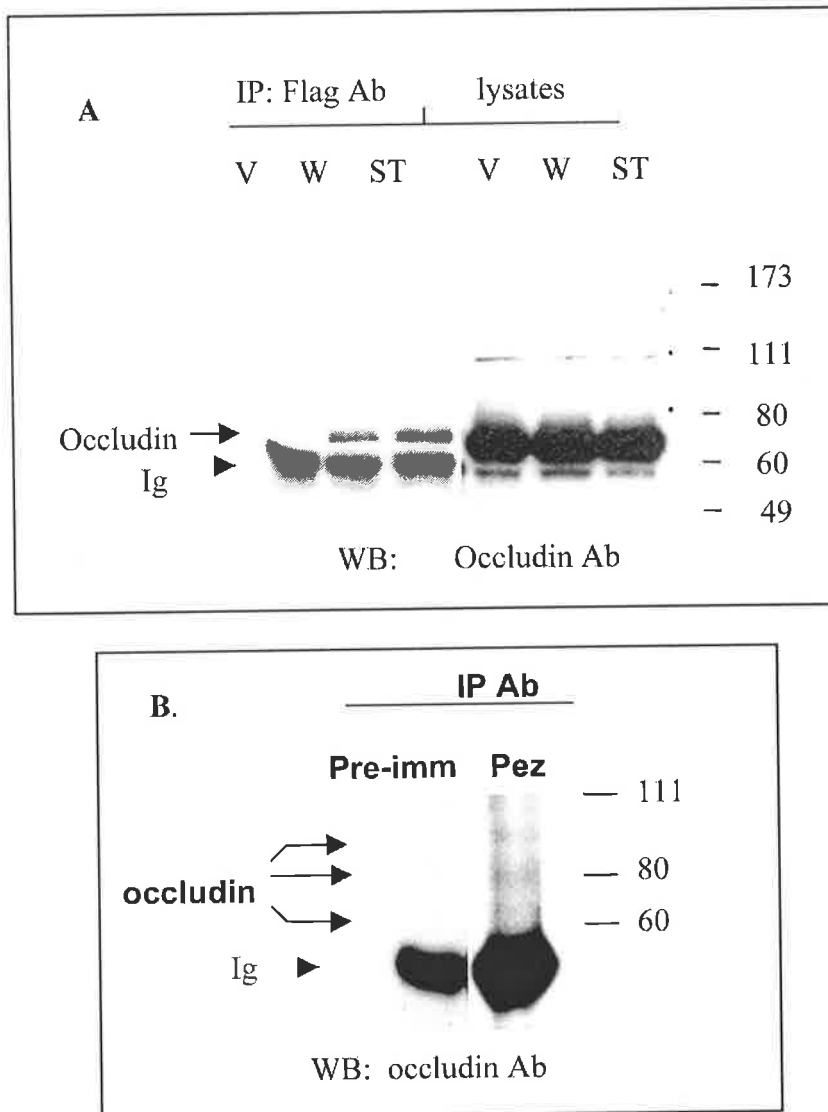 A
IP: Flag Ab lysates
V W ST V W ST
173
111
80
Occludin
60
Ig
49
WB: Occludin Ab
B.
IP Ab
Pre-imm Pez
111
occludin
80
60
Ig
WB: occludin Ab